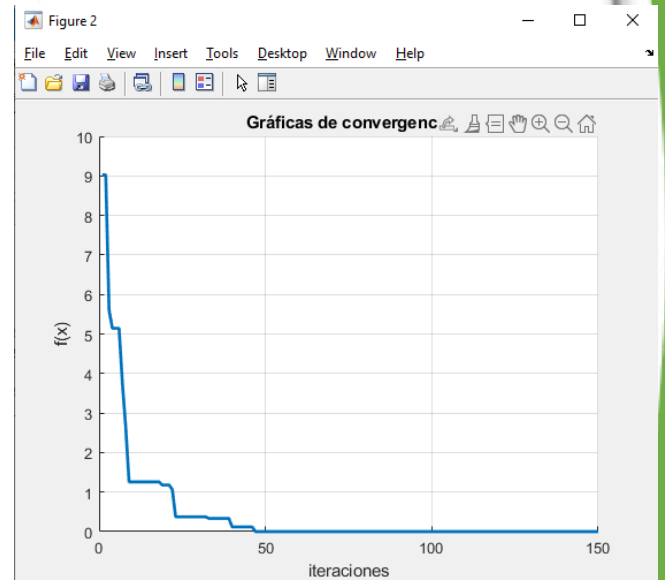 Figure 2
File Edit View Insert Tools Desktop Window Help
Gráficas de convergenc
10
9
8
7
6
5
4
3
2
1
0
f(x)
0 50 100 150
iteraciones